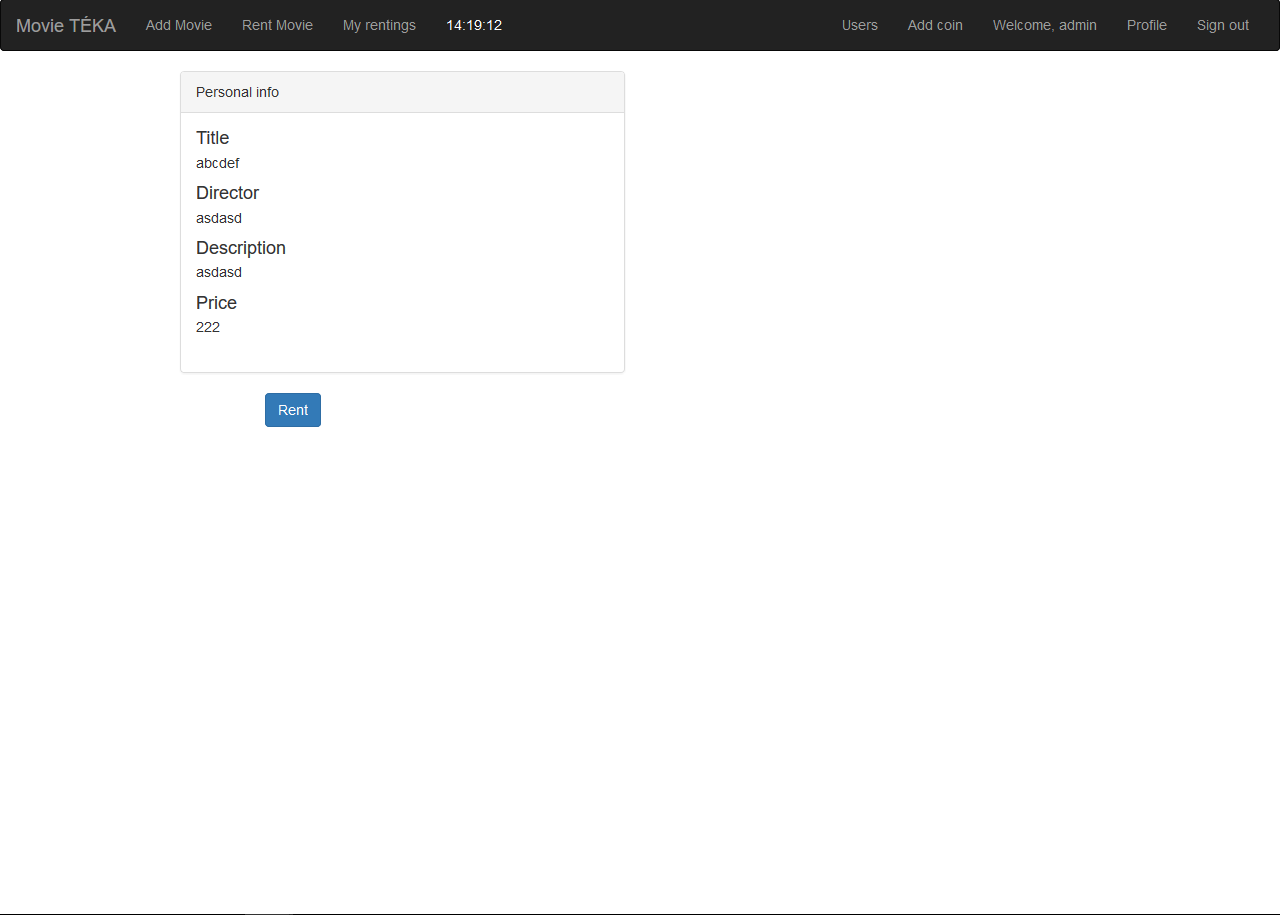 Movie TÉKA Add Movie Rent Movie My rentings 14:19:12 Users Add coin Welcome, admin Profile Sign out
Personal info
Title
abcdef
Director
asdasd
Description
asdasd
Price
222
Rent